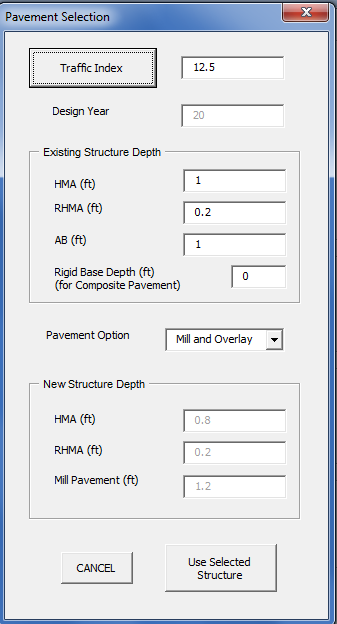 Pavement Selection
Traffic Index 12.5
Design Year 20
Existing Structure Depth
HMA (ft) 1
RHMA (ft) 0.2
AB (ft) 1
Rigid Base Depth (ft) 0
(for Composite Pavement)
Pavement Option Mill and Overlay
New Structure Depth
HMA (ft) 0.8
RHMA (ft) 0.2
Mill Pavement (ft) 1.2
CANCEL
Use Selected
Structure